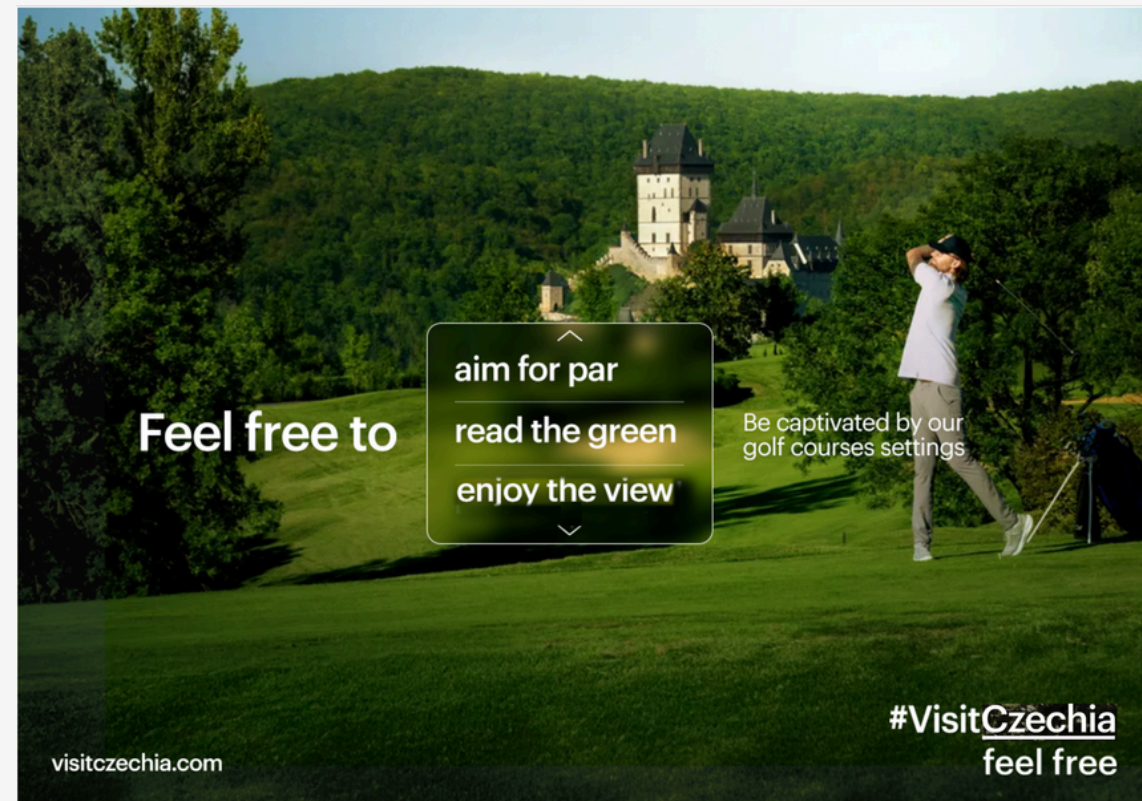 Feel free to
aim for par
read the green
enjoy the view
Be captivated by our
golf courses settings
#VisitCzechia
feel free
visitczechia.com